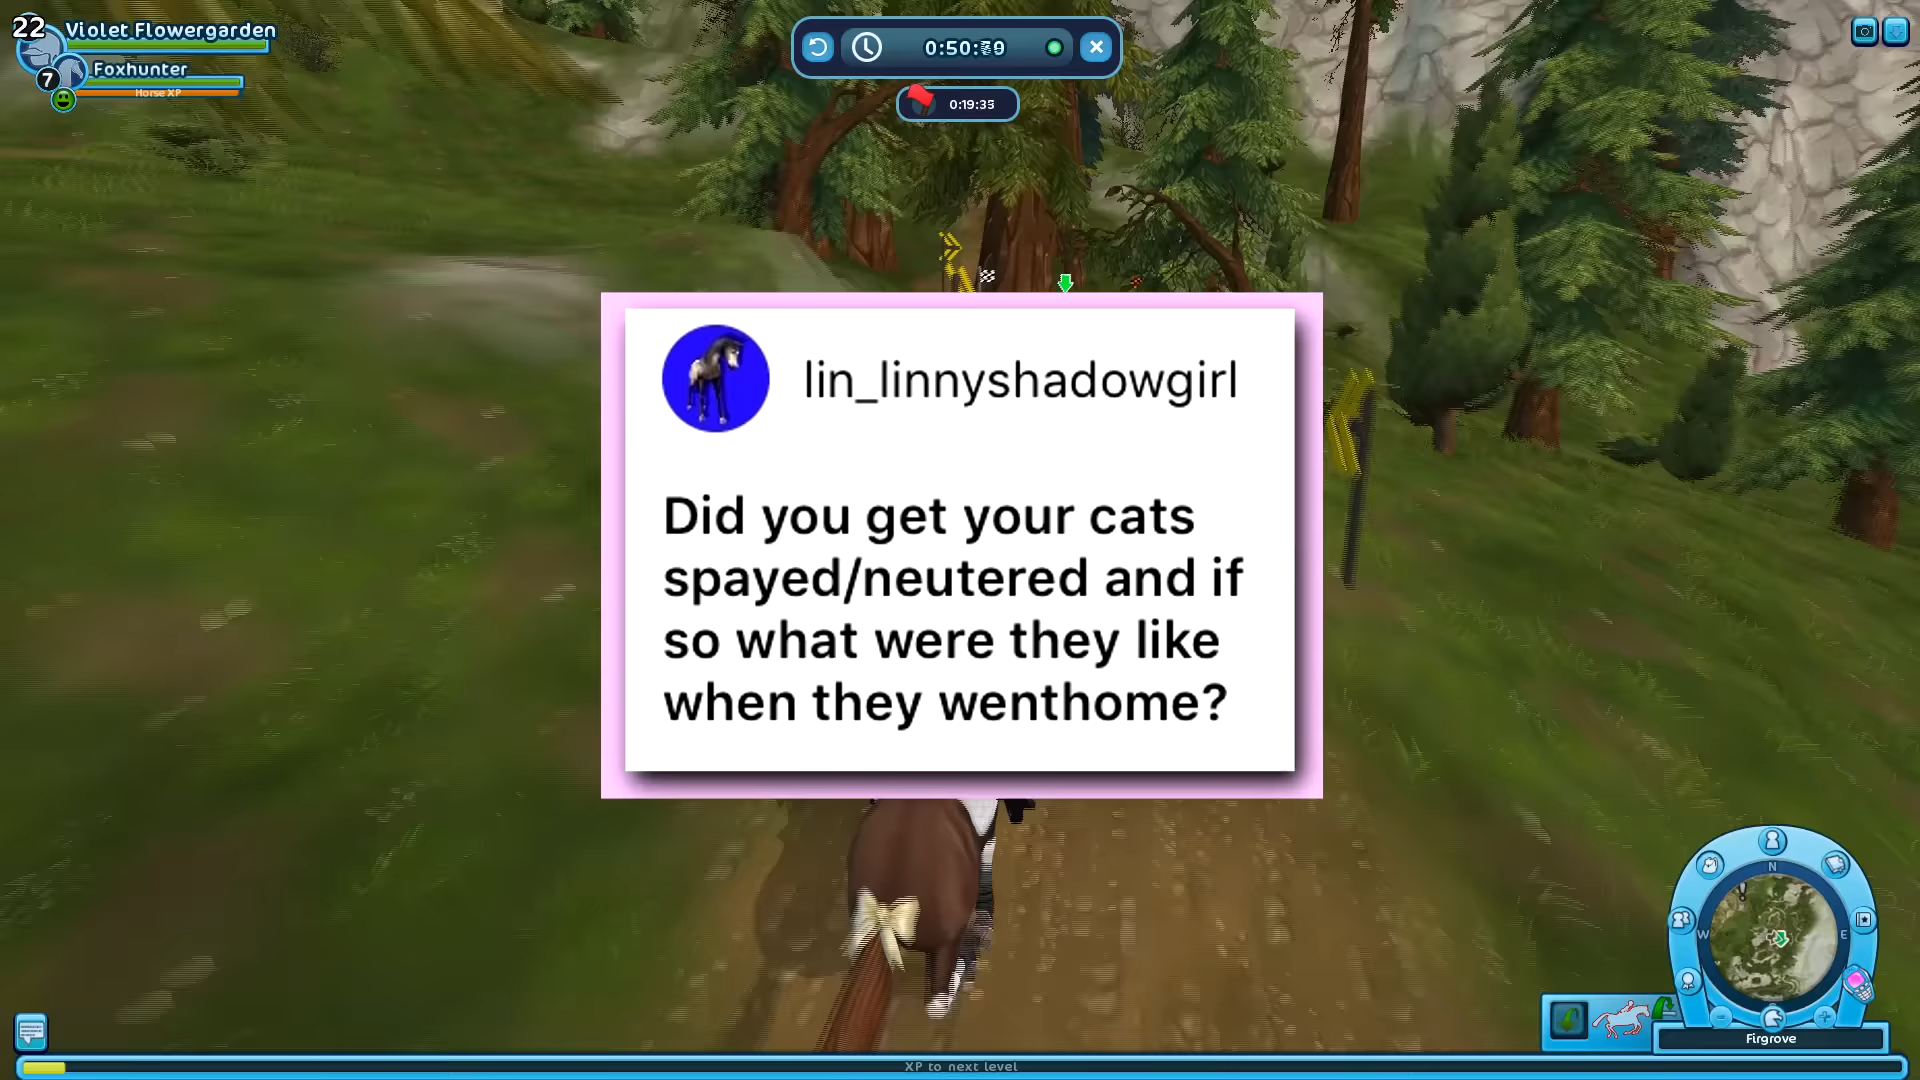 22 Violet Flowergarden
7 Foxhunter
Horse XP
0:19:35
lin_linnyshadowgirl
Did you get your cats
spayed/neutered and if
so what were they like
when they wenthome?
N
W E
Firgrove
XP to next level